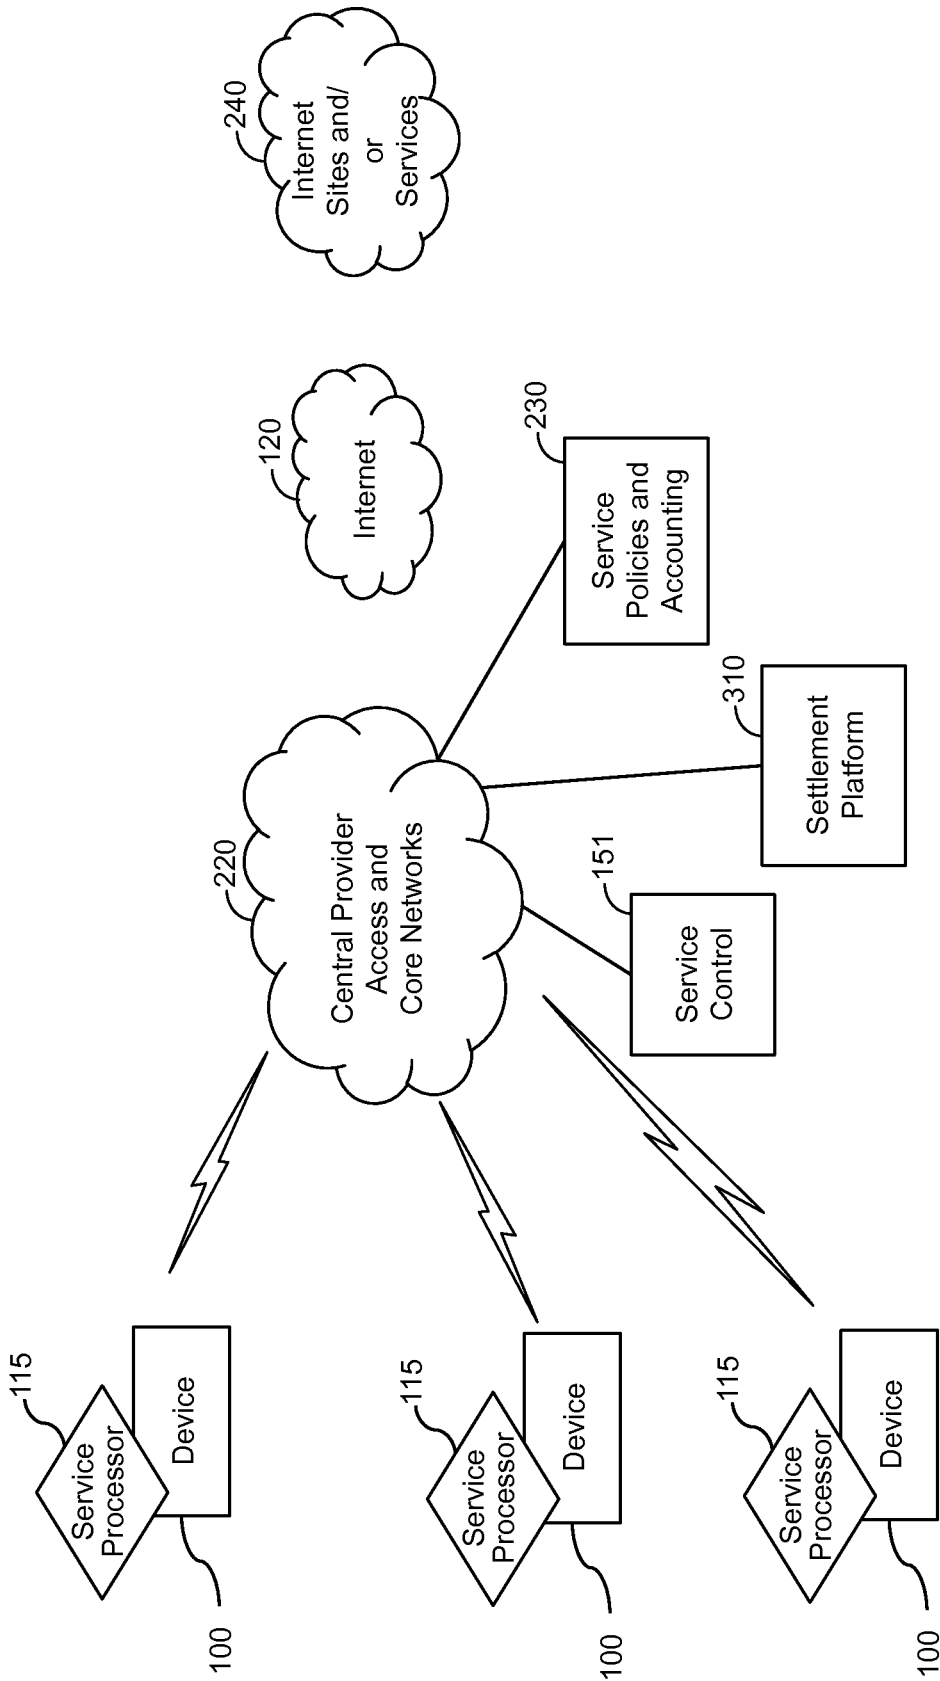 115
Service
Processor
Device
100
115
Service
Processor
Device
100
115
Service
Processor
Device
100
220
Central Provider
Access and
Core Networks
120
Internet
240
Internet
Sites and/
or
Services
151
Service
Control
310
Settlement
Platform
230
Service
Policies and
Accounting